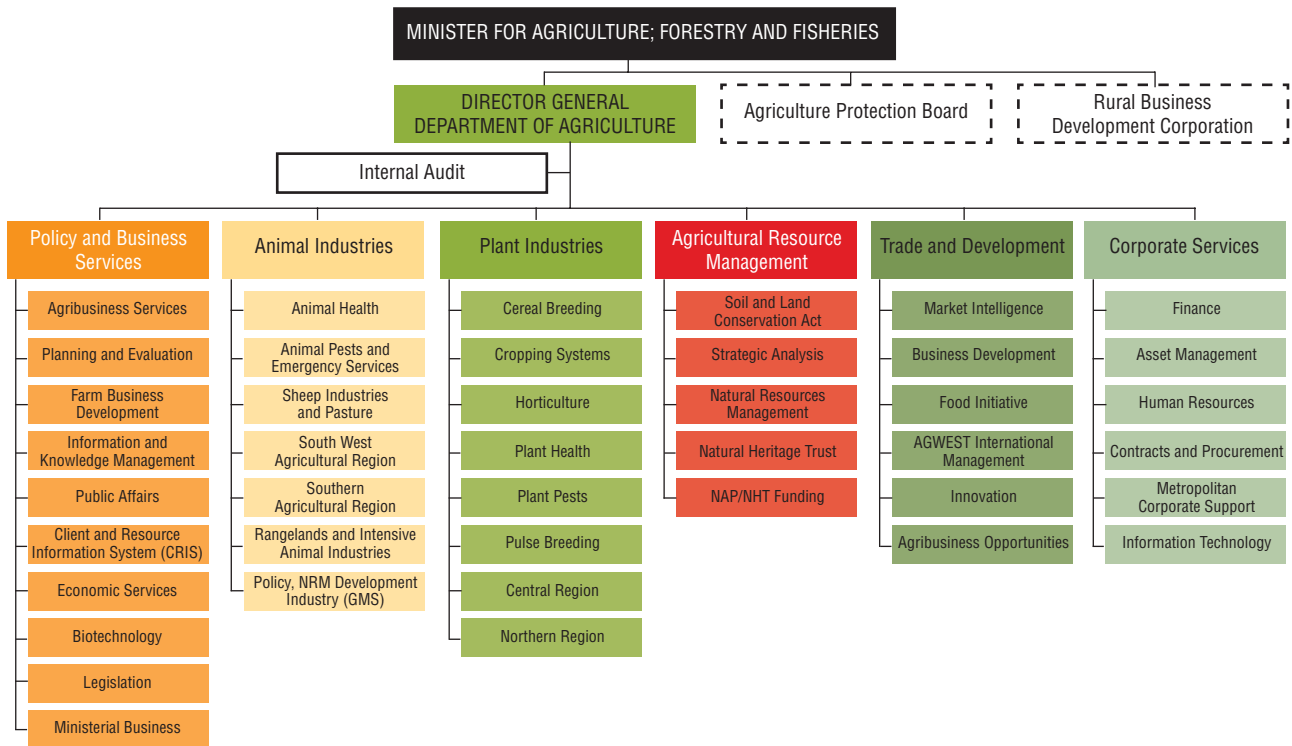 MINISTER FOR AGRICULTURE; FORESTRY AND FISHERIES
DIRECTOR GENERAL
DEPARTMENT OF AGRICULTURE
Agriculture Protection Board
Rural Business
Development Corporation
Internal Audit
Policy and Business
Services
Agribusiness Services
Planning and Evaluation
Farm Business
Development
Information and
Knowledge Management
Public Affairs
Client and Resource
Information System (CRIS)
Economic Services
Biotechnology
Legislation
Ministerial Business
Animal Industries
Animal Health
Animal Pests and
Emergency Services
Sheep Industries
and Pasture
South West
Agricultural Region
Southern
Agricultural Region
Rangelands and Intensive
Animal Industries
Policy, NRM Development
Industry (GMS)
Plant Industries
Cereal Breeding
Cropping Systems
Horticulture
Plant Health
Plant Pests
Pulse Breeding
Central Region
Northern Region
Agricultural Resource
Management
Soil and Land
Conservation Act
Strategic Analysis
Natural Resources
Management
Natural Heritage Trust
NAP/NHT Funding
Trade and Development
Market Intelligence
Business Development
Food Initiative
AGWEST International
Management
Innovation
Agribusiness Opportunities
Corporate Services
Finance
Asset Management
Human Resources
Contracts and Procurement
Metropolitan
Corporate Support
Information Technology